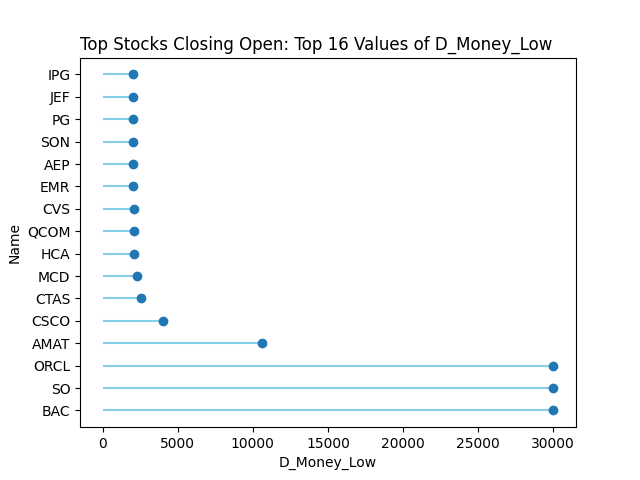 Top Stocks Closing Open: Top 16 Values of D_Money_Low
IPG
JEF
PG
SON
AEP
EMR
CVS
QCOM
HCA
MCD
CTAS
CSCO
AMAT
ORCL
SO
BAC
Name
0 5000 10000 15000 20000 25000 30000
D_Money_Low